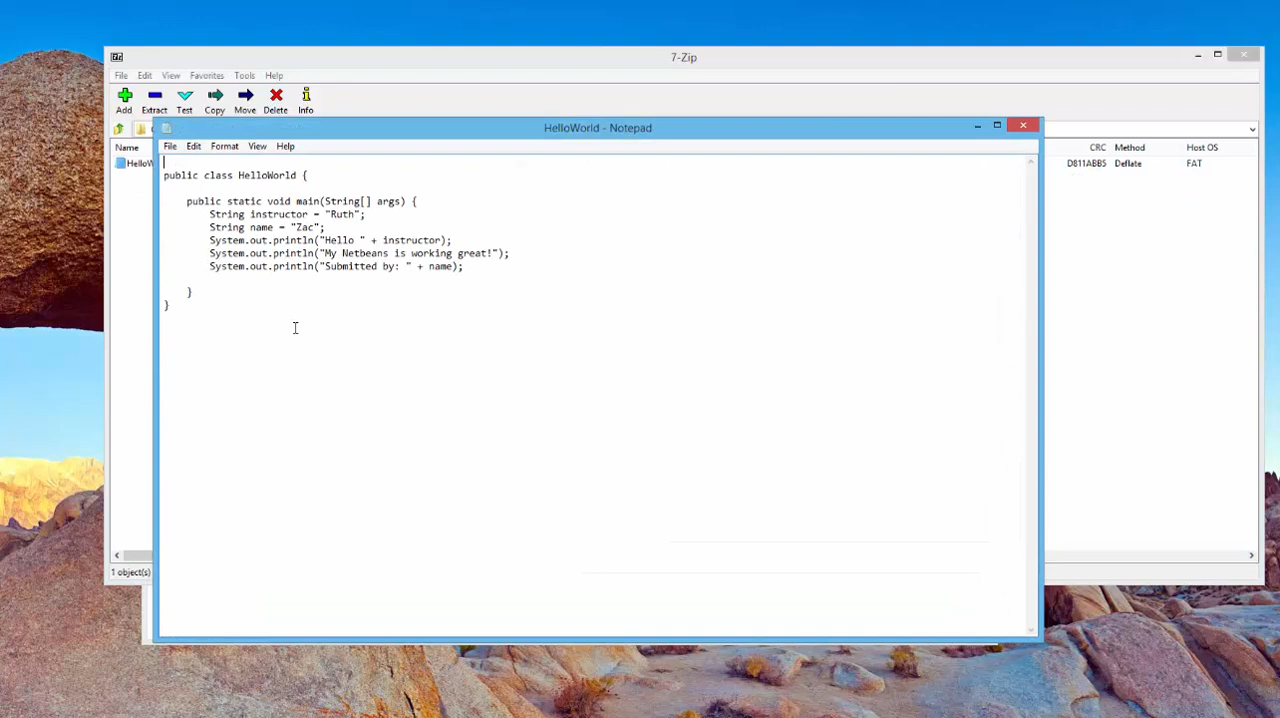 7-Zip
File Edit View Favorites Tools Help
Add Extract Test Copy Move Delete Info
HelloWorld - Notepad
Name CRC Method Host OS
File Edit Format View Help
HelloW D811ABB5 Deflate FAT
public class HelloWorld {
public static void main(String[] args) {
String instructor = "Ruth";
String name = "Zac";
System.out.println("Hello " + instructor);
System.out.println("My Netbeans is working great!");
System.out.println("Submitted by: " + name);
}
}
1 object(s)